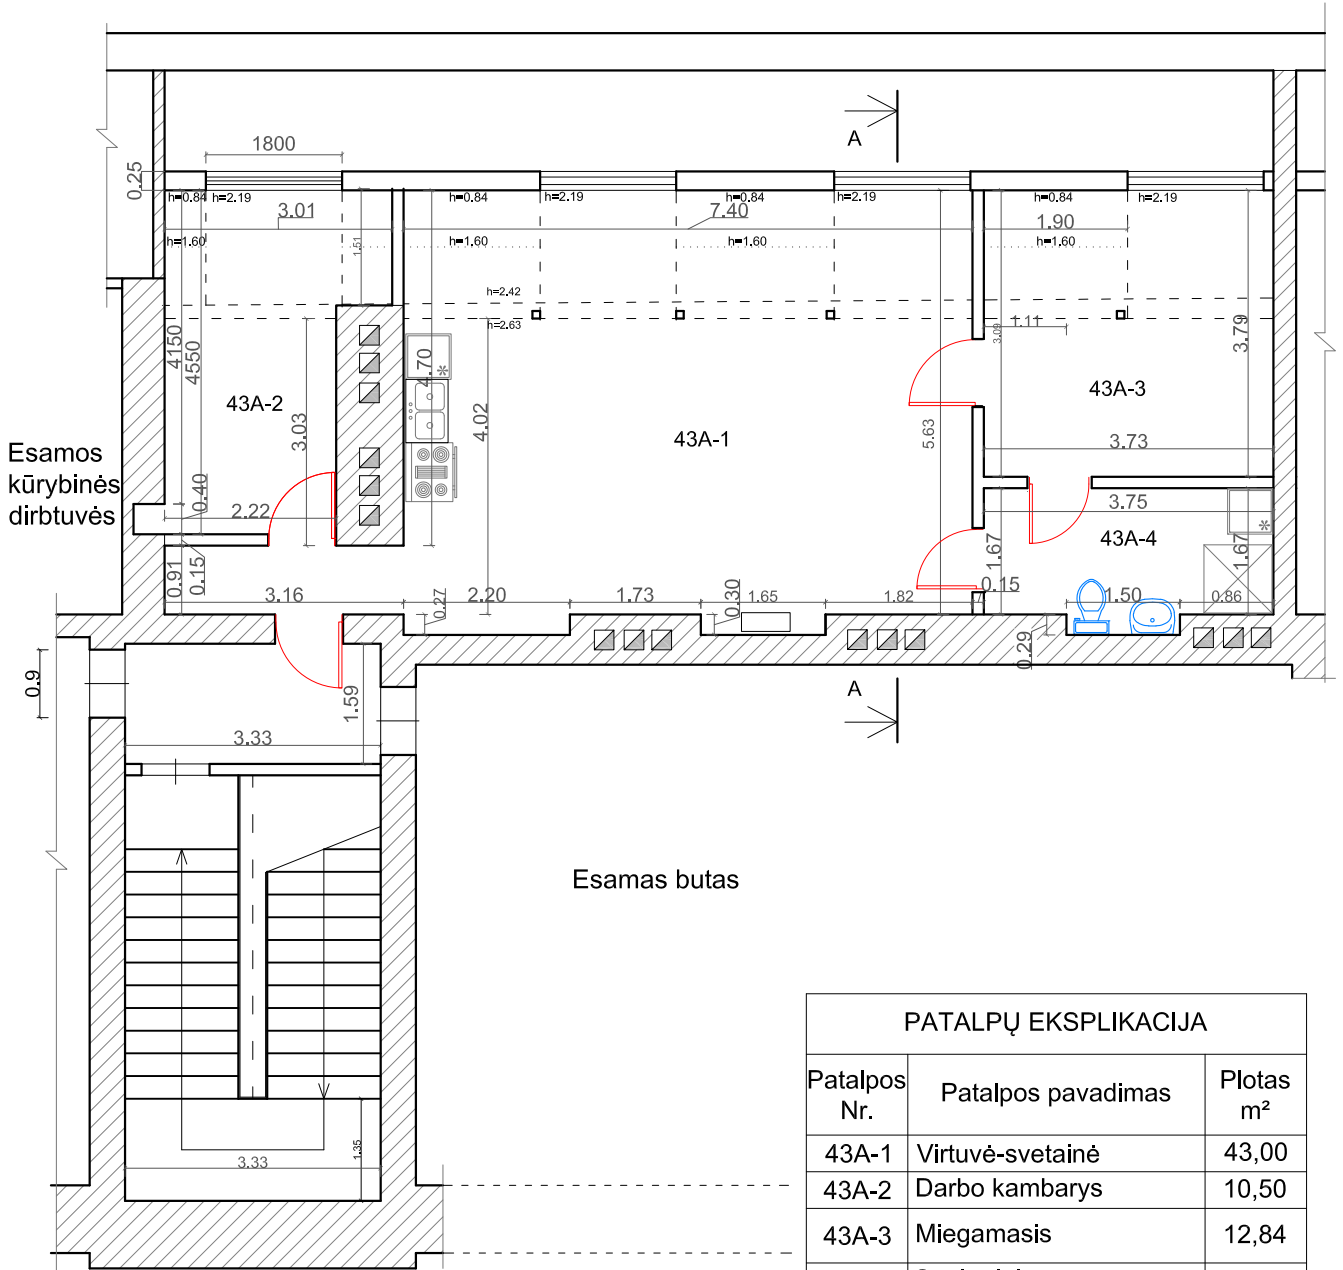 A
1800
0.25
h=0.84
h=2.19
h=0.84
h=2.19
h=0.84
h=2.19
h=0.84
h=2.19
3.01
7.40
1.90
h=1.60
1.51
h=1.60
h=1.60
h=1.60
h=2.42
h=2.63
1.11
3.09
3.79
4150
4550
4.70
*
43A-2
43A-3
3.03
4.02
43A-1
5.63
3.73
Esamos
kūrybinės
dirbtuvės
0.40
2.22
3.75
*
43A-4
1.67
1.67
0.91
0.15
0.15
3.16
0.27
2.20
1.73
0.30
1.65
1.82
1.50
0.86
0.29
0.9
1.59
A
3.33
Esamas butas
1.35
3.33
PATALPŲ EKSPLIKACIJA
Patalpos Nr.
Patalpos pavadimas
Plotas m²
43A-1 Virtuvė-svetainė 43,00
43A-2 Darbo kambarys 10,50
43A-3 Miegamasis 12,84